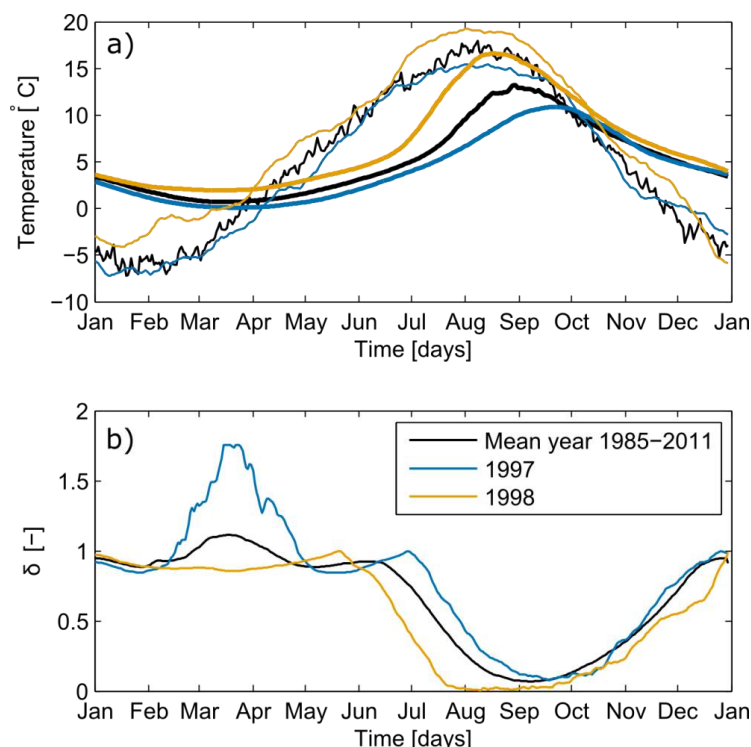 a)
Temperature [°C]
20
15
10
5
0
−5
−10
Jan Feb Mar Apr May Jun Jul Aug Sep Oct Nov Dec Jan
Time [days]
b)
δ [−]
2
1.5
1
0.5
0
Mean year 1985−2011
1997
1998
Jan Feb Mar Apr May Jun Jul Aug Sep Oct Nov Dec Jan
Time [days]